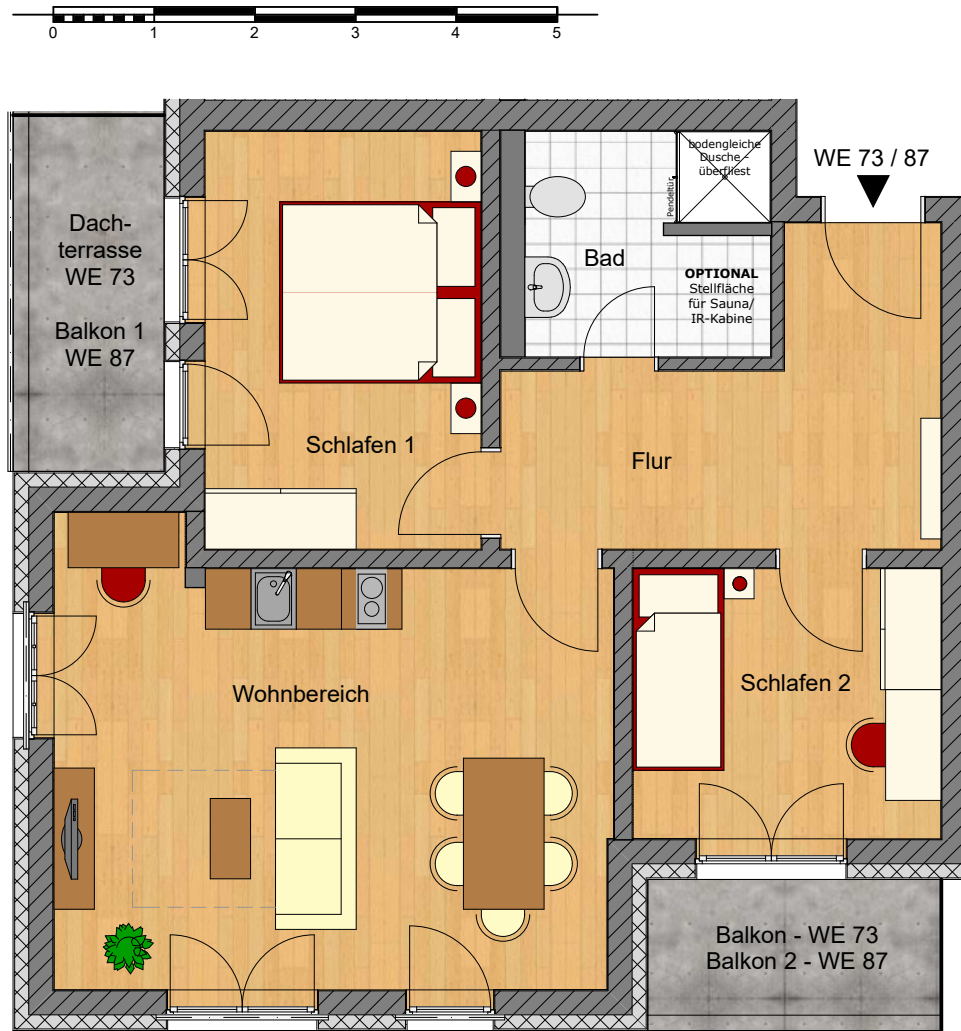 0 1 2 3 4 5
WE 73 / 87
bodengleiche
Dusche -
überfliest
Pendeltür
Dach-
terrasse
WE 73
Balkon 1
WE 87
Bad
OPTIONAL
Stellfläche
für Sauna/
IR-Kabine
Schlafen 1
Flur
Wohnbereich
Schlafen 2
Balkon - WE 73
Balkon 2 - WE 87